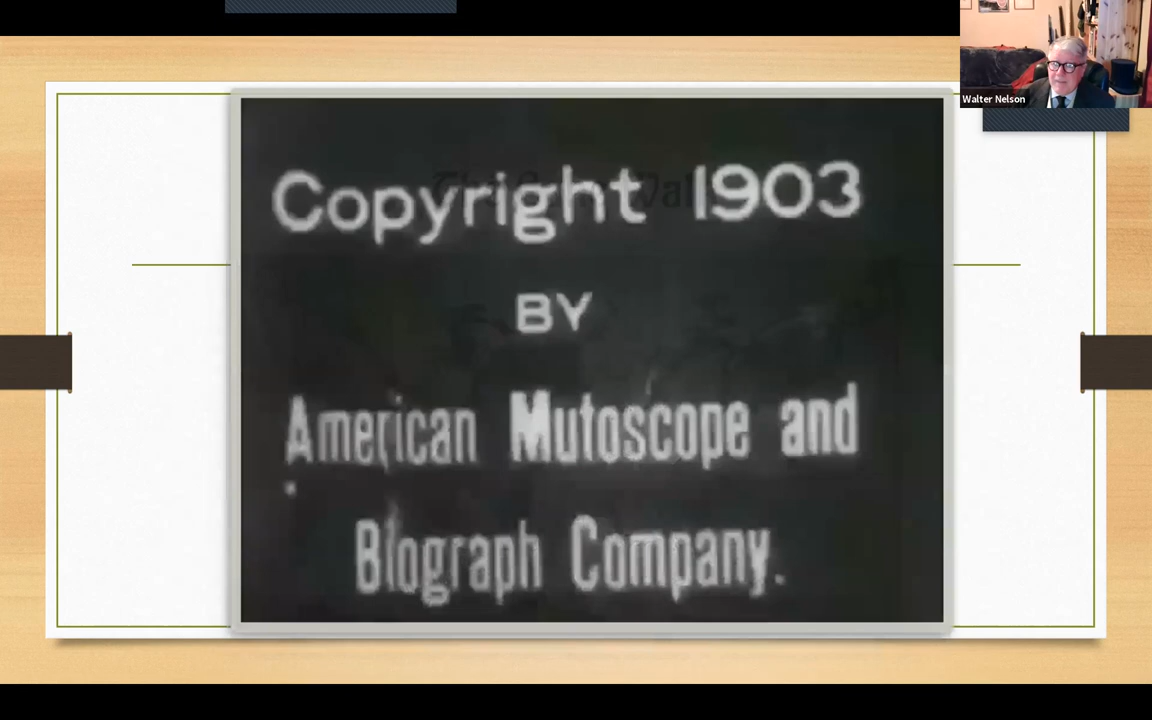 Walter Nelson
Copyright 1903
BY
American Mutoscope and
Biograph Company.